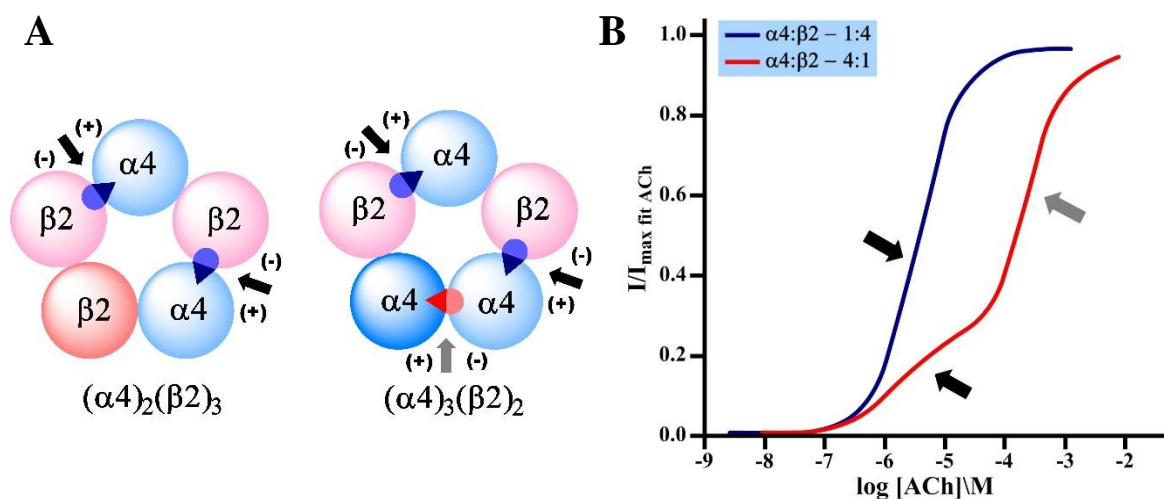 A
(+)
(-)
α4
β2
β2
(-)
β2
α4
(+)
(α4)2(β2)3
(+)
(-)
α4
β2
β2
(-)
α4
α4
(+)
(+)
(-)
(α4)3(β2)2
B
α4:β2 – 1:4
α4:β2 – 4:1
1.0
0.8
0.6
0.4
0.2
0.0
I/Imax fit ACh
-9
-8
-7
-6
-5
-4
-3
-2
-1
log [ACh]\M